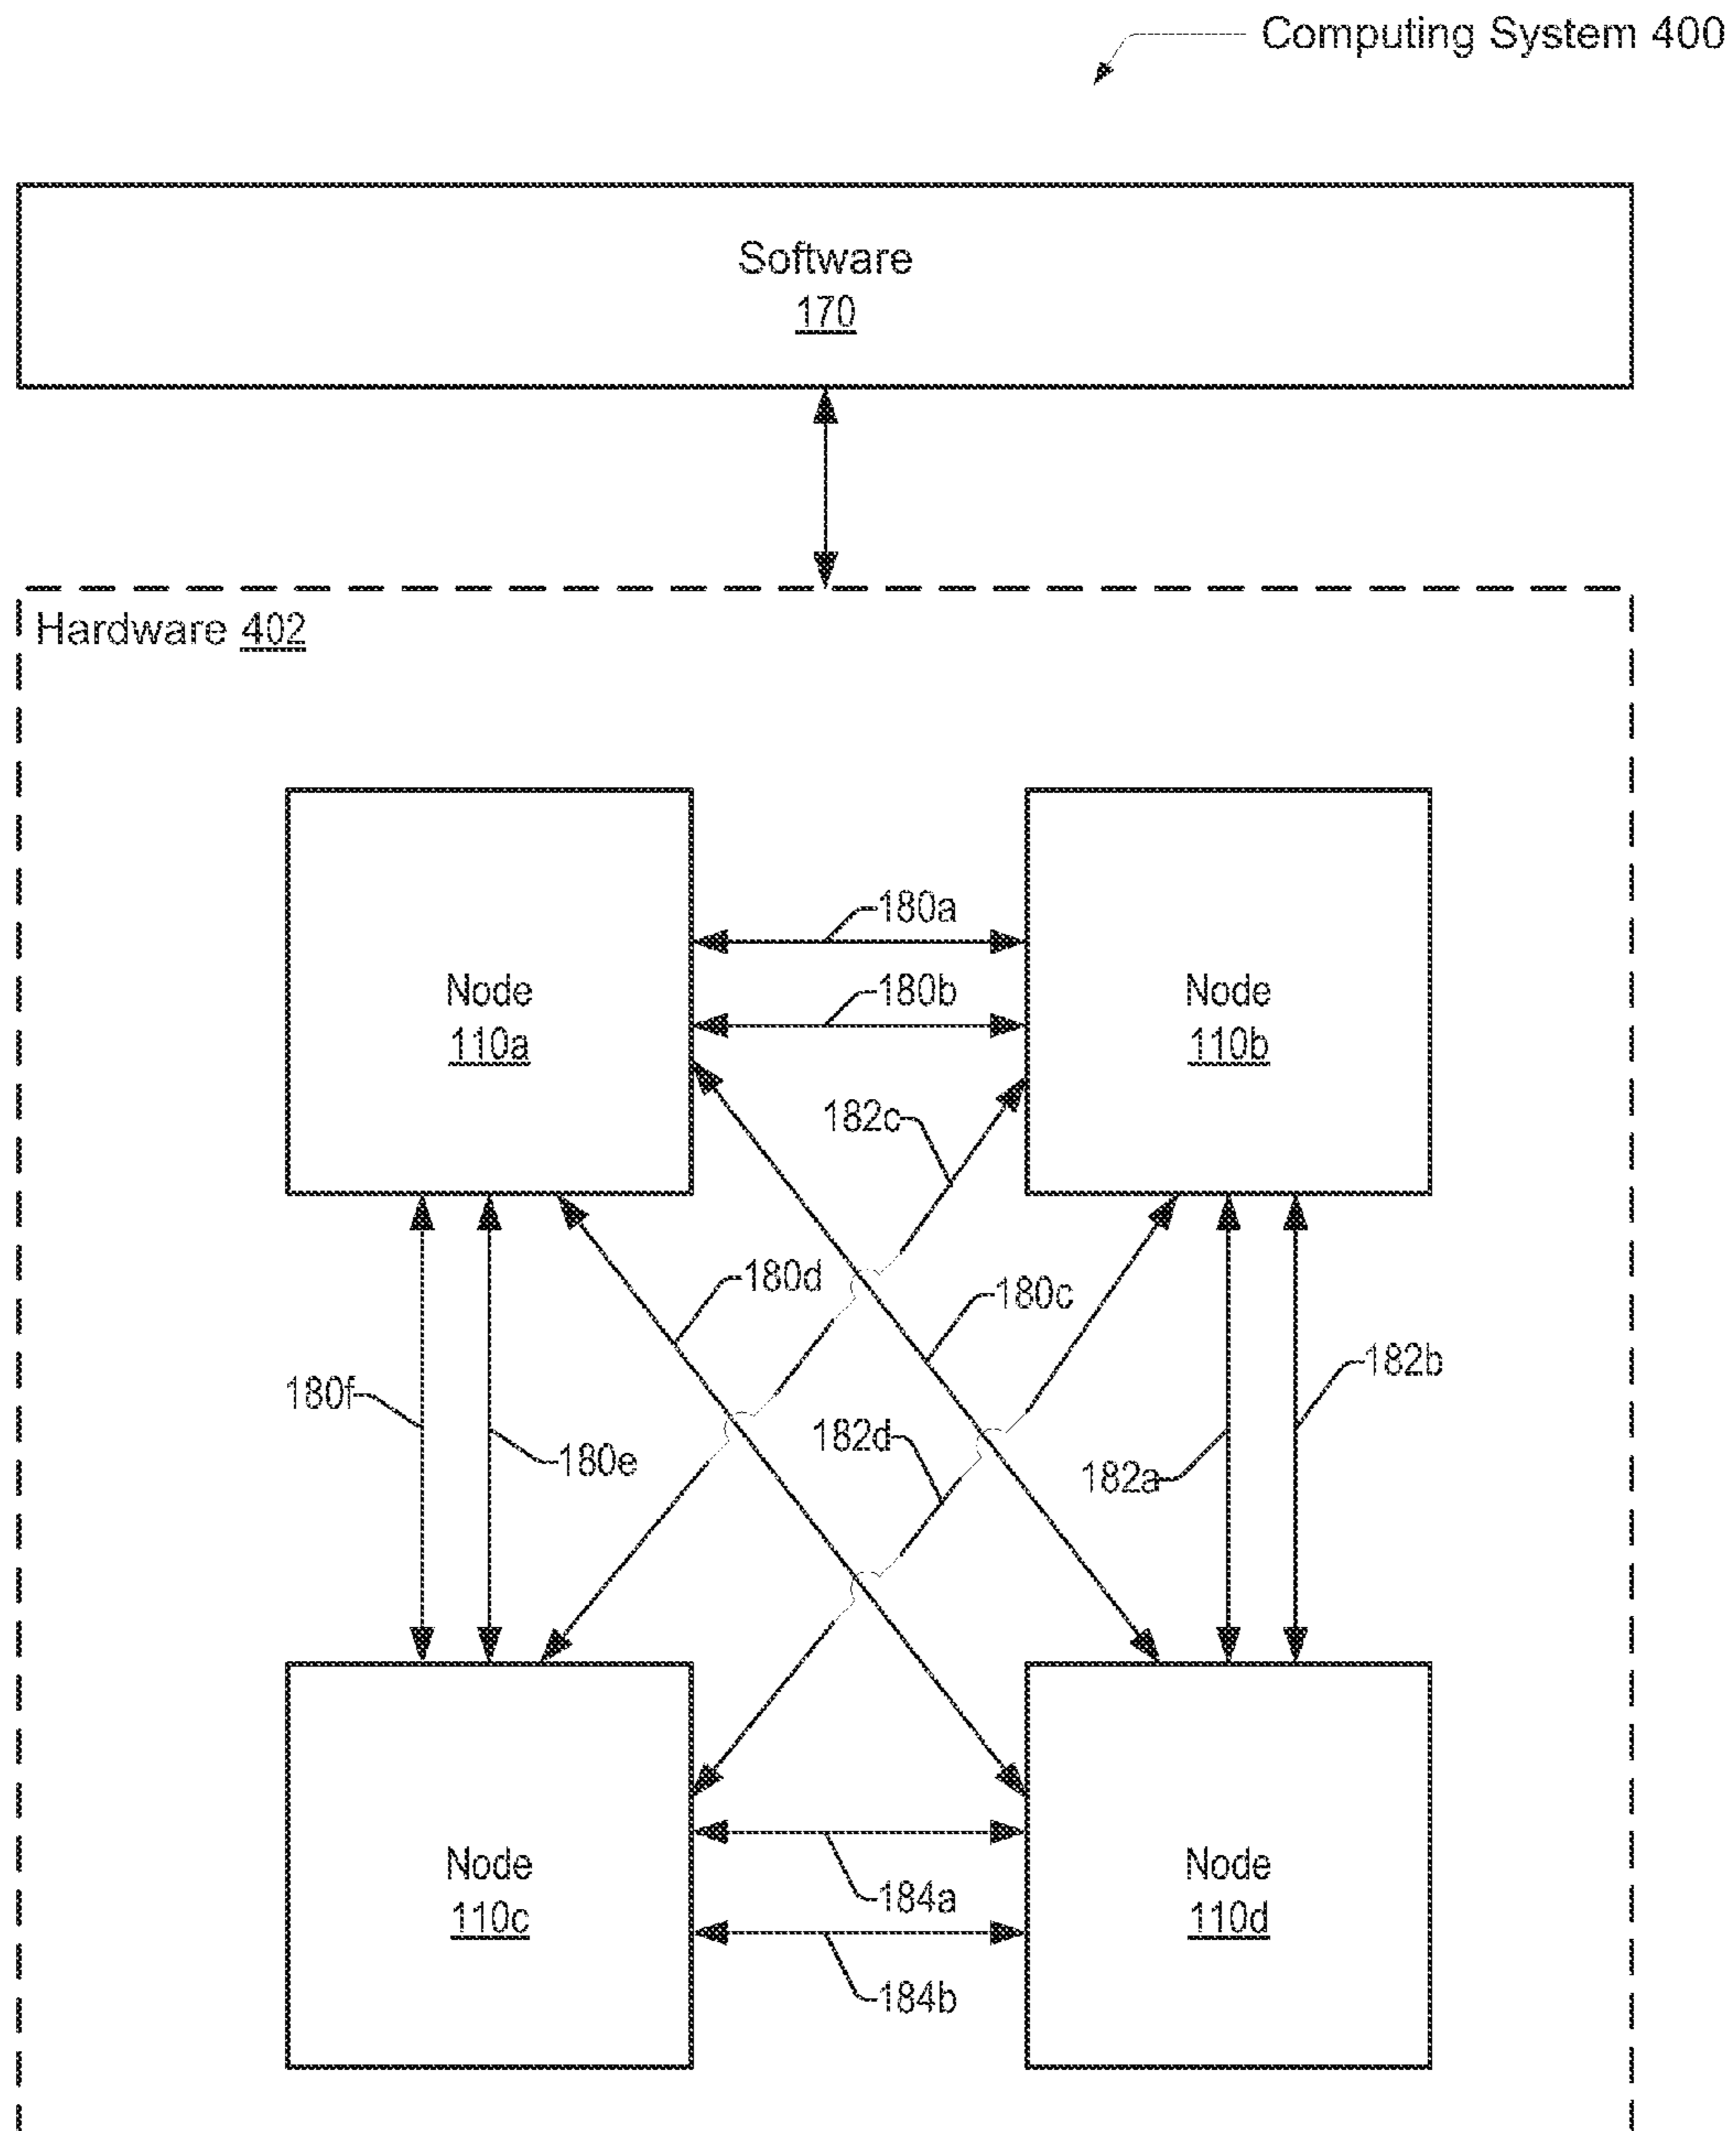 Computing System 400
Software
170
Hardware 402
180a
Node
110a
180b
Node
110b
182c
180d
180c
182b
180f
182d
180e
182a
Node
110c
184a
Node
110d
184b